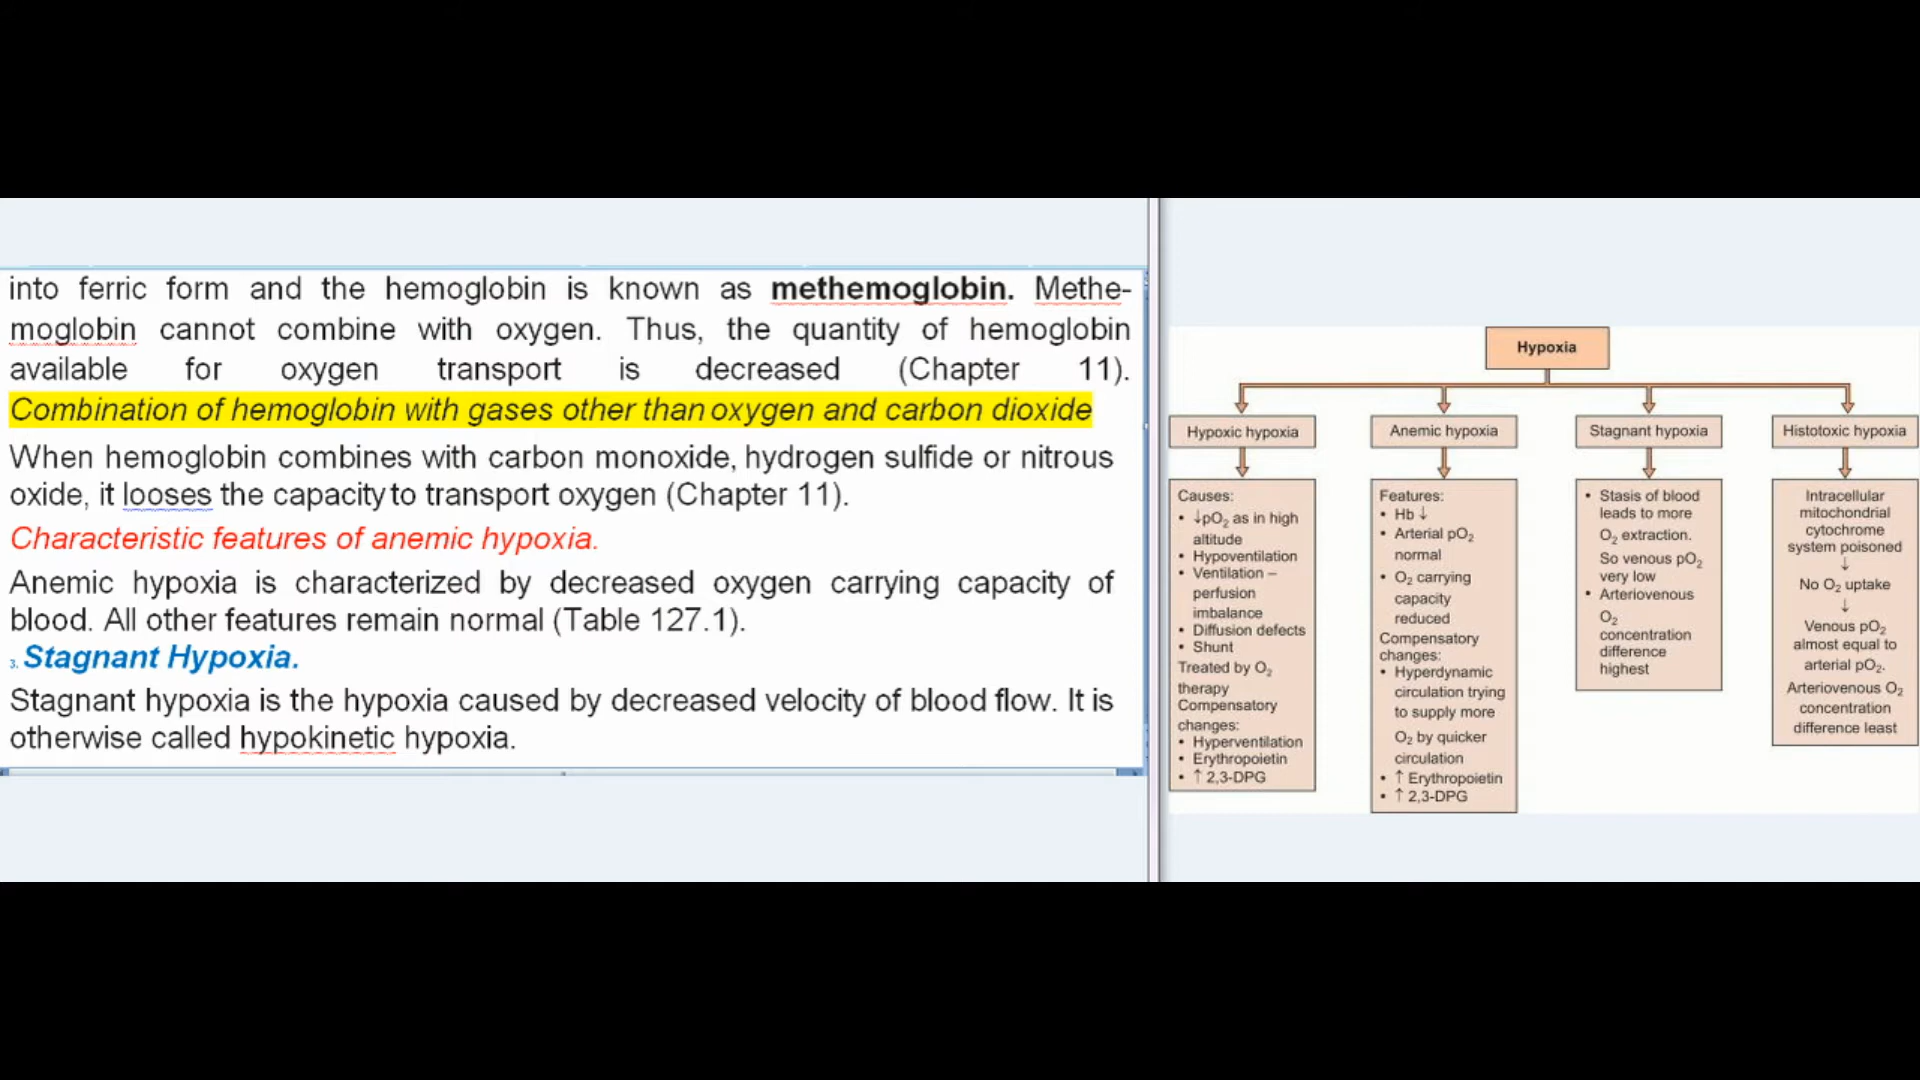 into ferric form and the hemoglobin is known as methemoglobin. Methe-
moglobin cannot combine with oxygen. Thus, the quantity of hemoglobin
available for oxygen transport is decreased (Chapter 11).
Combination of hemoglobin with gases other than oxygen and carbon dioxide
When hemoglobin combines with carbon monoxide, hydrogen sulfide or nitrous
oxide, it looses the capacity to transport oxygen (Chapter 11).
Characteristic features of anemic hypoxia.
Anemic hypoxia is characterized by decreased oxygen carrying capacity of
blood. All other features remain normal (Table 127.1).
3. Stagnant Hypoxia.
Stagnant hypoxia is the hypoxia caused by decreased velocity of blood flow. It is
otherwise called hypokinetic hypoxia.
Hypoxia
Hypoxic hypoxia
Causes:
• ↓pO₂ as in high
altitude
• Hypoventilation
• Ventilation –
perfusion
imbalance
• Diffusion defects
• Shunt
Treated by O₂
therapy
Compensatory
changes:
• Hyperventilation
• Erythropoietin
• ↑ 2,3-DPG
Anemic hypoxia
Features:
• Hb ↓
• Arterial pO₂
normal
• O₂ carrying
capacity
reduced
Compensatory
changes:
• Hyperdynamic
circulation trying
to supply more
O₂ by quicker
circulation
• ↑ Erythropoietin
• ↑ 2,3-DPG
Stagnant hypoxia
• Stasis of blood
leads to more
O₂ extraction.
So venous pO₂
very low
• Arteriovenous
O₂
concentration
difference
highest
Histotoxic hypoxia
Intracellular
mitochondrial
cytochrome
system poisoned
↓
No O₂ uptake
↓
Venous pO₂
almost equal to
arterial pO₂.
Arteriovenous O₂
concentration
difference least